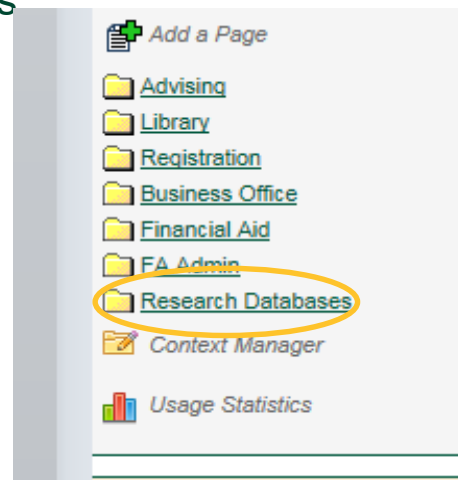 s
Add a Page
Advising
Library
Registration
Business Office
Financial Aid
FA Admin
Research Databases
Context Manager
Usage Statistics